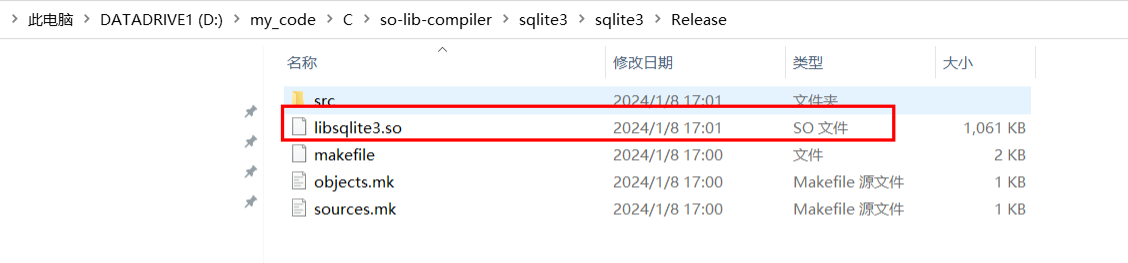 此电脑 > DATADRIVE1 (D:) > my_code > C > so-lib-compiler > sqlite3 > sqlite3 > Release
名称 修改日期 类型 大小
src 2024/1/8 17:01 文件夹
libsqlite3.so 2024/1/8 17:01 SO 文件 1,061 KB
makefile 2024/1/8 17:00 文件 2 KB
objects.mk 2024/1/8 17:00 Makefile 源文件 1 KB
sources.mk 2024/1/8 17:00 Makefile 源文件 1 KB